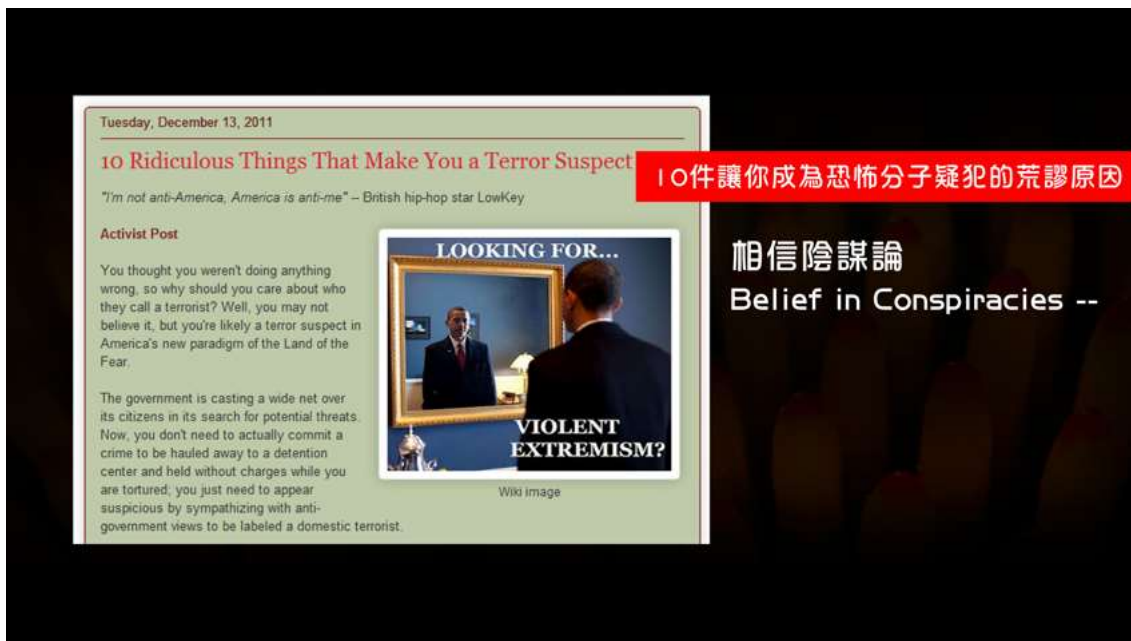 Tuesday, December 13, 2011
10 Ridiculous Things That Make You a Terror Suspect
"I'm not anti-America, America is anti-me" – British hip-hop star LowKey
Activist Post
You thought you weren't doing anything
wrong, so why should you care about who
they call a terrorist? Well, you may not
believe it, but you're likely a terror suspect in
America's new paradigm of the Land of the
Fear.
The government is casting a wide net over
its citizens in its search for potential threats.
Now, you don't need to actually commit a
crime to be hauled away to a detention
center and held without charges while you
are tortured; you just need to appear
suspicious by sympathizing with anti-
government views to be labeled a domestic terrorist.
LOOKING FOR...
VIOLENT
EXTREMISM?
Wiki image
10件讓你成為恐怖分子疑犯的荒謬原因
相信陰謀論
Belief in Conspiracies --